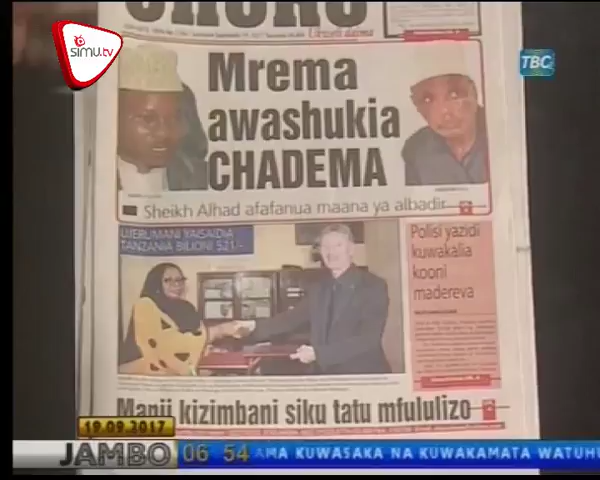 UHURU
simu.tv
TBC
Mrema
awashukia
CHADEMA
Sheikh Alhad afafanua maana ya albadir
UJERUMANI YAISAIDIA
TANZANIA BILIONI 521/-
Polisi yazidi
kuwakalia
kooni
madereva
Manji kizimbani siku tatu mfululizo
19.09.2017
JAMBO 06 54 AMA KUWASAKA NA KUWAKAMATA WATUHU